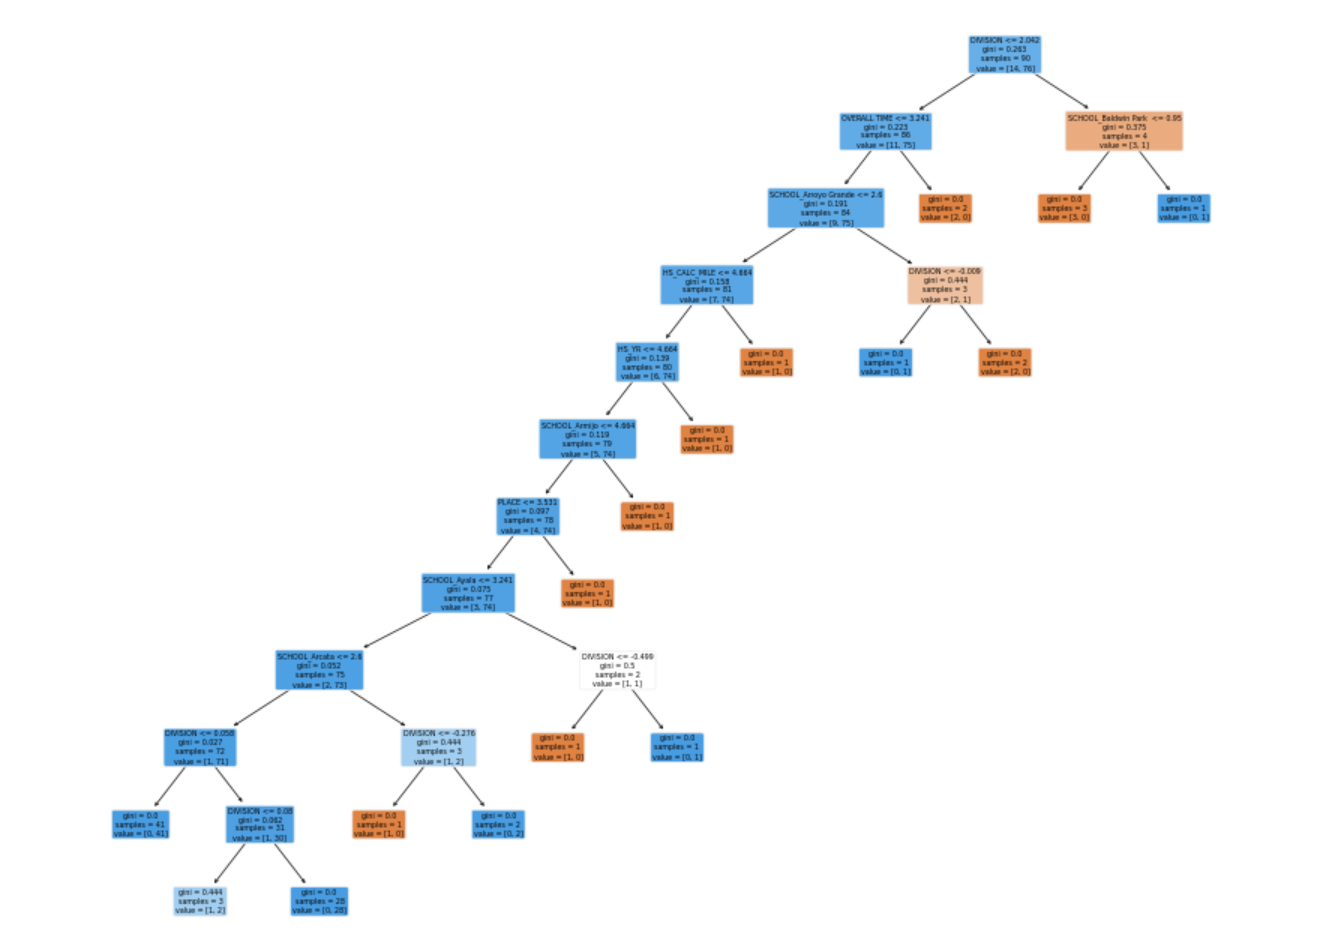 DIVISION <= 2.042
gini = 0.263
samples = 90
value = [14, 76]
OVERALL TIME <= 3.241
gini = 0.223
samples = 86
value = [11, 75]
SCHOOL_Baldwin Park <= 0.95
gini = 0.375
samples = 4
value = [3, 1]
SCHOOL_Arroyo Grande <= 2.6
gini = 0.191
samples = 84
value = [9, 75]
gini = 0.0
samples = 2
value = [2, 0]
gini = 0.0
samples = 3
value = [3, 0]
gini = 0.0
samples = 1
value = [0, 1]
HS_CALC_MILE <= 4.664
gini = 0.158
samples = 81
value = [7, 74]
DIVISION <= -0.009
gini = 0.444
samples = 3
value = [2, 1]
HS_YR <= 4.664
gini = 0.139
samples = 80
value = [6, 74]
gini = 0.0
samples = 1
value = [1, 0]
gini = 0.0
samples = 1
value = [0, 1]
gini = 0.0
samples = 2
value = [2, 0]
SCHOOL_Armijo <= 4.664
gini = 0.119
samples = 79
value = [5, 74]
gini = 0.0
samples = 1
value = [1, 0]
PLACE <= 3.531
gini = 0.097
samples = 78
value = [4, 74]
gini = 0.0
samples = 1
value = [1, 0]
SCHOOL_Ayala <= 3.241
gini = 0.075
samples = 77
value = [3, 74]
gini = 0.0
samples = 1
value = [1, 0]
SCHOOL_Arcata <= 2.6
gini = 0.052
samples = 75
value = [2, 73]
DIVISION <= -0.499
gini = 0.5
samples = 2
value = [1, 1]
DIVISION <= 0.058
gini = 0.027
samples = 72
value = [1, 71]
DIVISION <= -0.276
gini = 0.444
samples = 3
value = [1, 2]
gini = 0.0
samples = 1
value = [1, 0]
gini = 0.0
samples = 1
value = [0, 1]
gini = 0.0
samples = 41
value = [0, 41]
DIVISION <= 0.08
gini = 0.062
samples = 31
value = [1, 30]
gini = 0.0
samples = 1
value = [1, 0]
gini = 0.0
samples = 2
value = [0, 2]
gini = 0.444
samples = 3
value = [1, 2]
gini = 0.0
samples = 28
value = [0, 28]